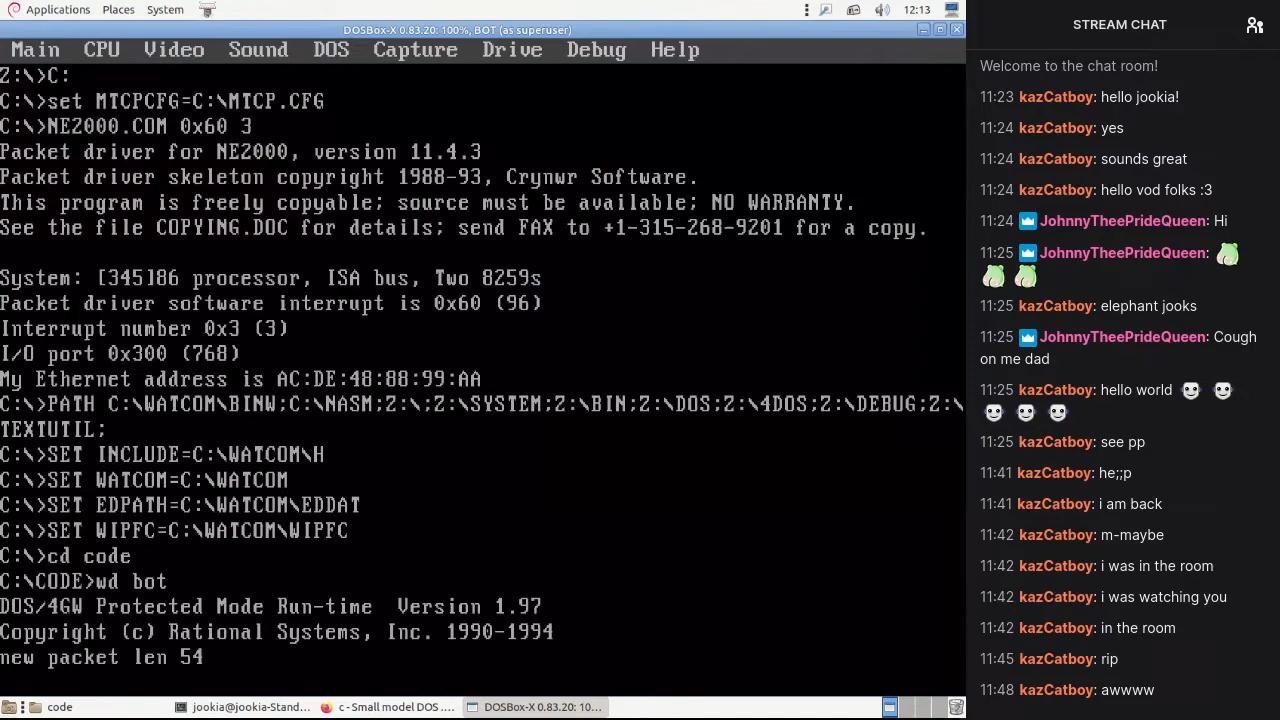 Applications Places System 12:13
DOSBox-X 0.83.20: 100%, BOT (as superuser)
Main CPU Video Sound DOS Capture Drive Debug Help
Z:\>C:
C:\>set MTCPCFG=C:\MTCP.CFG
C:\>NE2000.COM 0x60 3
Packet driver for NE2000, version 11.4.3
Packet driver skeleton copyright 1988-93, Crynwr Software.
This program is freely copyable; source must be available; NO WARRANTY.
See the file COPYING.DOC for details; send FAX to +1-315-268-9201 for a copy.
System: [345]86 processor, ISA bus, Two 8259s
Packet driver software interrupt is 0x60 (96)
Interrupt number 0x3 (3)
I/O port 0x300 (768)
My Ethernet address is AC:DE:48:88:99:AA
C:\>PATH C:\WATCOM\BINW;C:\NASM;Z:\;Z:\SYSTEM;Z:\BIN;Z:\DOS;Z:\4DOS;Z:\DEBUG;Z:\
TEXTUTIL;
C:\>SET INCLUDE=C:\WATCOM\H
C:\>SET WATCOM=C:\WATCOM
C:\>SET EDPATH=C:\WATCOM\EDDAT
C:\>SET WIPFC=C:\WATCOM\WIPFC
C:\>cd code
C:\CODE>wd bot
DOS/4GW Protected Mode Run-time  Version 1.97
Copyright (c) Rational Systems, Inc. 1990-1994
new packet len 54
code jookia@jookia-Stand... c - Small model DOS .... DOSBox-X 0.83.20: 10...
STREAM CHAT
Welcome to the chat room!
11:23 kazCatboy: hello jookia!
11:24 kazCatboy: yes
11:24 kazCatboy: sounds great
11:24 kazCatboy: hello vod folks :3
11:24 JohnnyTheePrideQueen: Hi
11:25 JohnnyTheePrideQueen:
11:25 kazCatboy: elephant jooks
11:25 JohnnyTheePrideQueen: Cough
on me dad
11:25 kazCatboy: hello world
11:25 kazCatboy: see pp
11:41 kazCatboy: he;;p
11:41 kazCatboy: i am back
11:42 kazCatboy: m-maybe
11:42 kazCatboy: i was in the room
11:42 kazCatboy: i was watching you
11:42 kazCatboy: in the room
11:45 kazCatboy: rip
11:48 kazCatboy: awwww